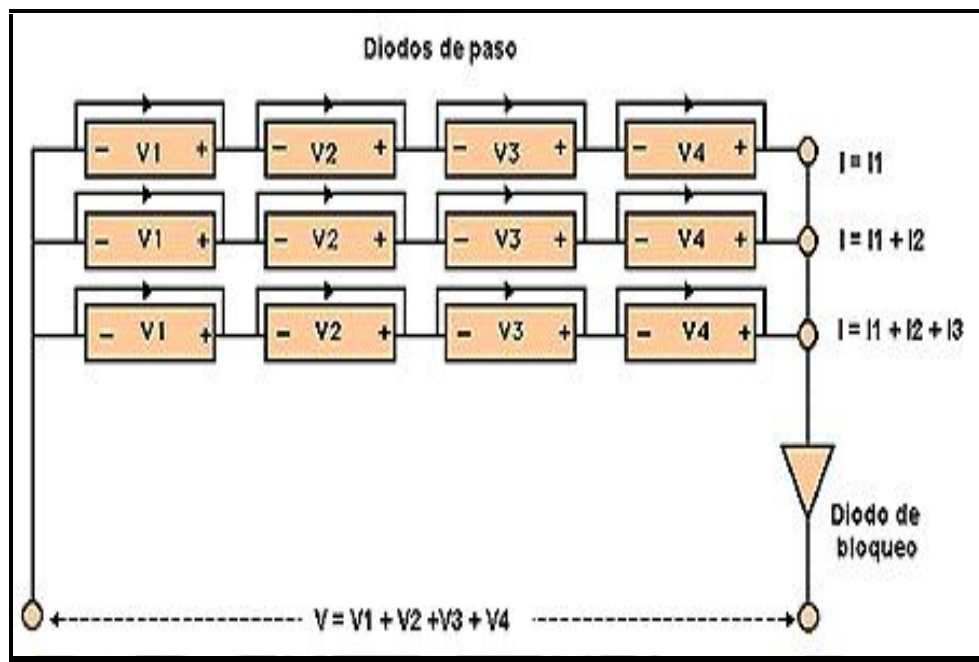 Diodos de paso
- V1 + - V2 + - V3 + - V4 + I = I1
- V1 + - V2 + - V3 + - V4 + I = I1 + I2
- V1 + - V2 + - V3 + - V4 + I = I1 + I2 + I3
Diodo de
bloqueo
V = V1 + V2 +V3 + V4